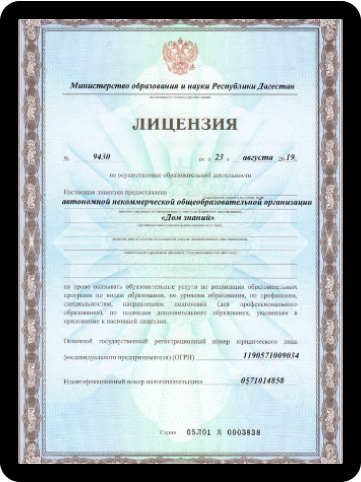 Министерство образования и науки Республики Дагестан
ЛИЦЕНЗИЯ
№ 9430 от « 23 » августа 20 19 г.
на осуществление образовательной деятельности
Настоящая лицензия предоставлена
автономной некоммерческой общеобразовательной организации
«Дом знаний»
на право оказывать образовательные услуги по реализации образовательных
программ по видам образования, по уровням образования, по профессиям,
специальностям, направлениям подготовки (для профессионального
образования), по подвидам дополнительного образования, указанным в
приложении к настоящей лицензии.
Основной государственный регистрационный номер юридического лица
(индивидуального предпринимателя) (ОГРН) 1190571009034
Идентификационный номер налогоплательщика 0571014858
Серия 05Л01 № 0003838